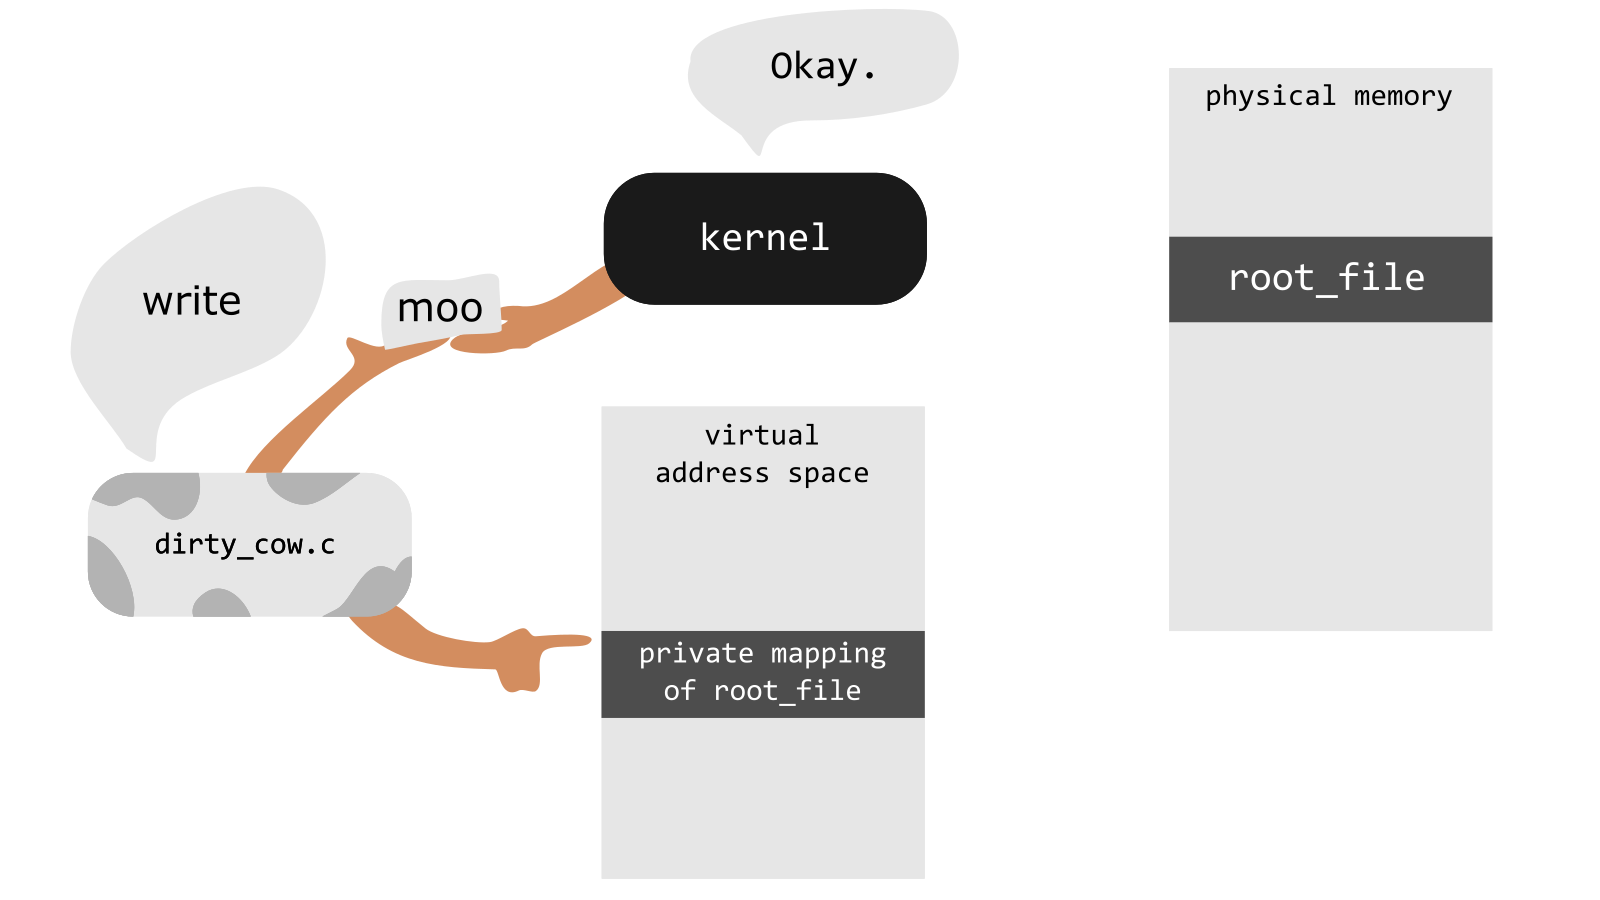 Okay.
kernel
write
moo
dirty_cow.c
virtual
address space
private mapping
of root_file
physical memory
root_file